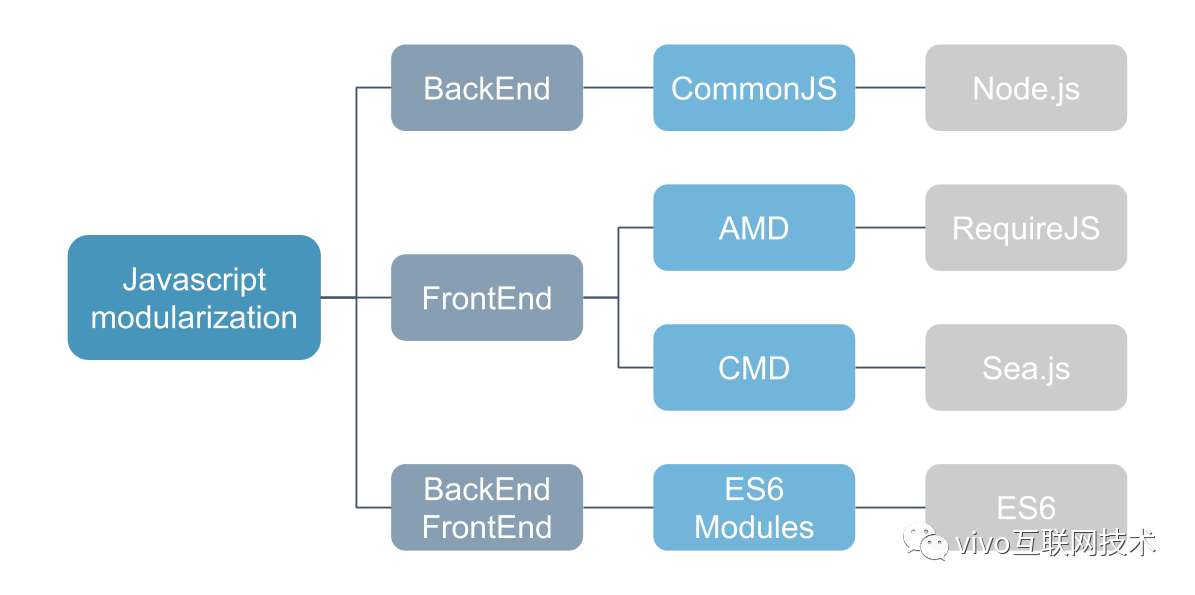 Javascript
modularization
BackEnd
CommonJS
Node.js
FrontEnd
AMD
RequireJS
CMD
Sea.js
BackEnd
FrontEnd
ES6
Modules
ES6
vivo互联网技术